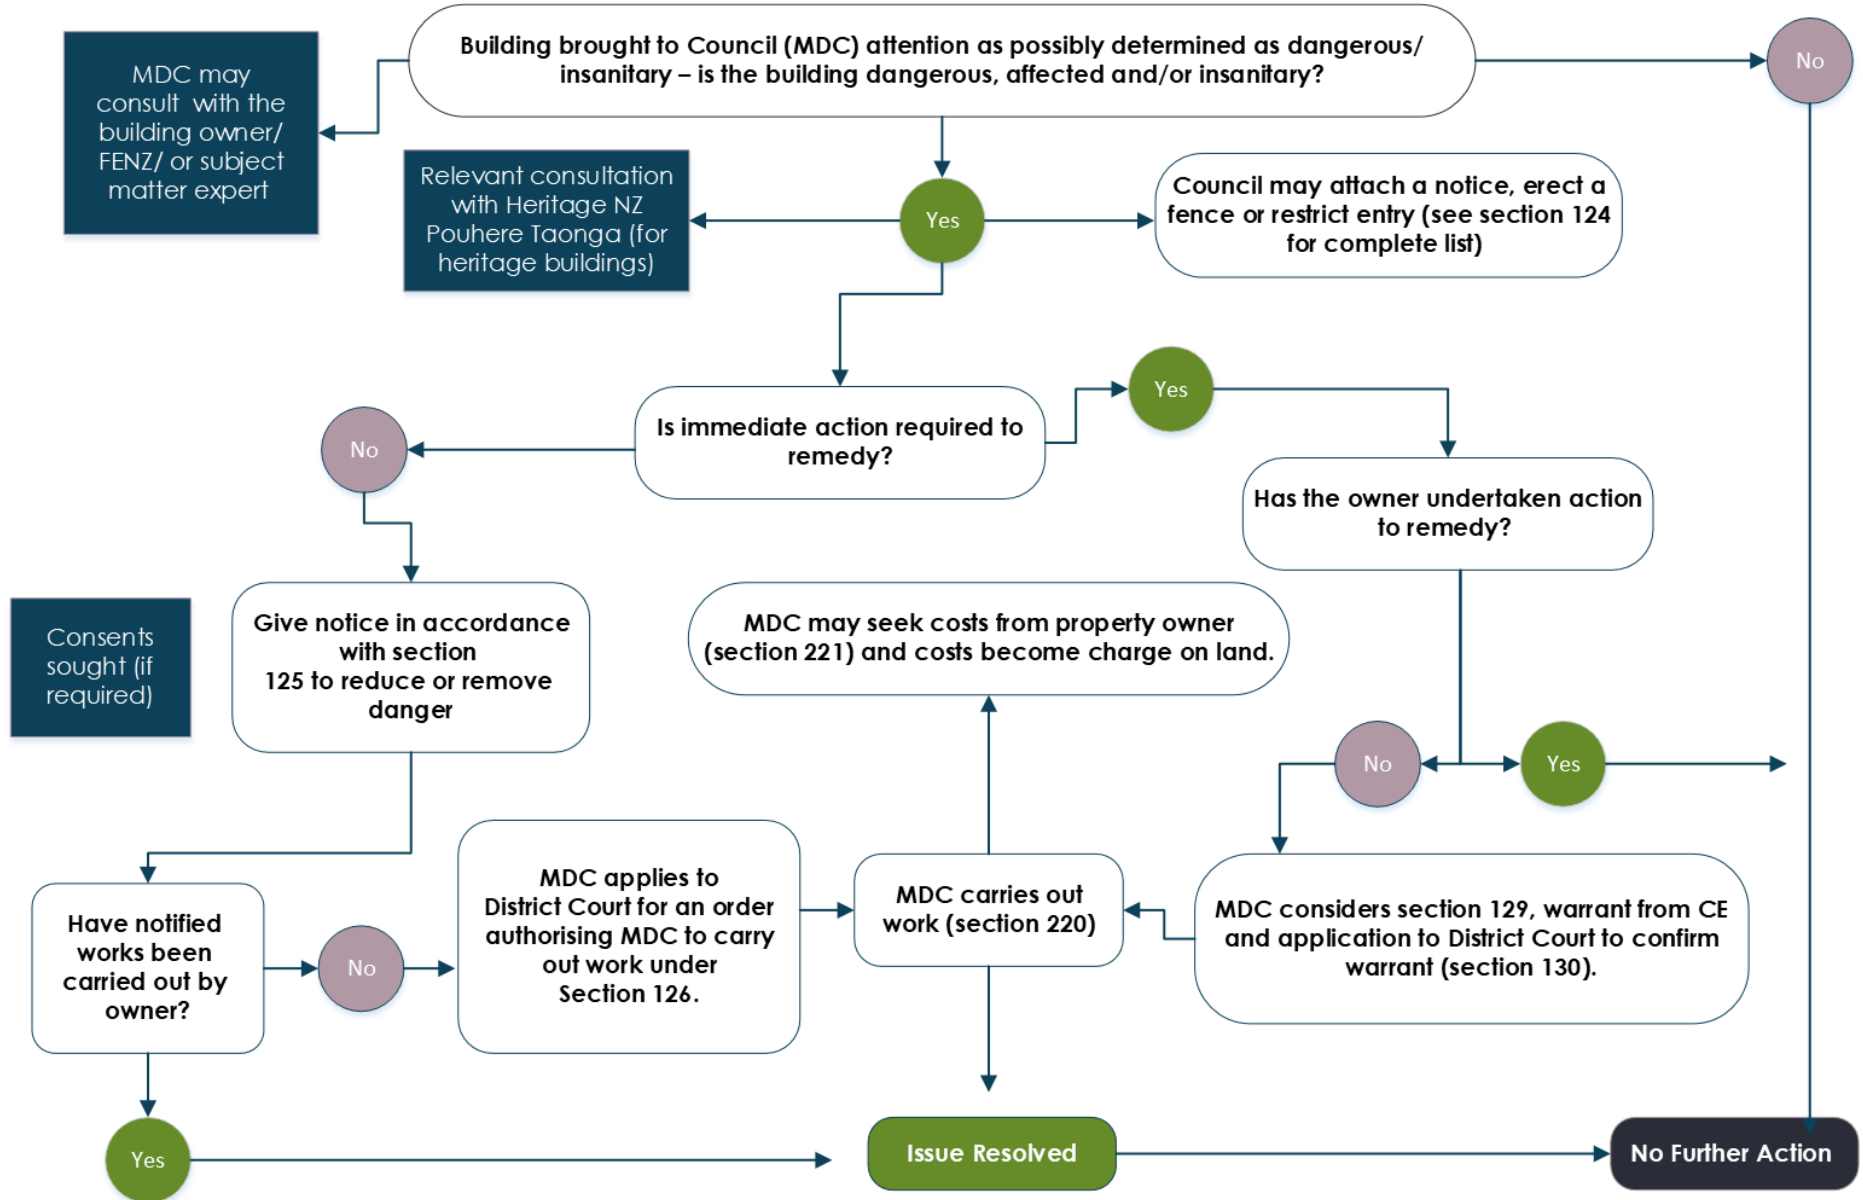 Building brought to Council (MDC) attention as possibly determined as dangerous/
insanitary – is the building dangerous, affected and/or insanitary?
No
MDC may
consult with the
building owner/
FENZ/ or subject
matter expert
Relevant consultation
with Heritage NZ
Pouhere Taonga (for
heritage buildings)
Yes
Council may attach a notice, erect a
fence or restrict entry (see section 124
for complete list)
Is immediate action required to
remedy?
Yes
No
Has the owner undertaken action
to remedy?
Consents
sought (if
required)
Give notice in accordance
with section
125 to reduce or remove
danger
MDC may seek costs from property owner
(section 221) and costs become charge on land.
No
Yes
Have notified
works been
carried out by
owner?
No
MDC applies to
District Court for an order
authorising MDC to carry
out work under
Section 126.
MDC carries out
work (section 220)
MDC considers section 129, warrant from CE
and application to District Court to confirm
warrant (section 130).
Yes
Issue Resolved
No Further Action